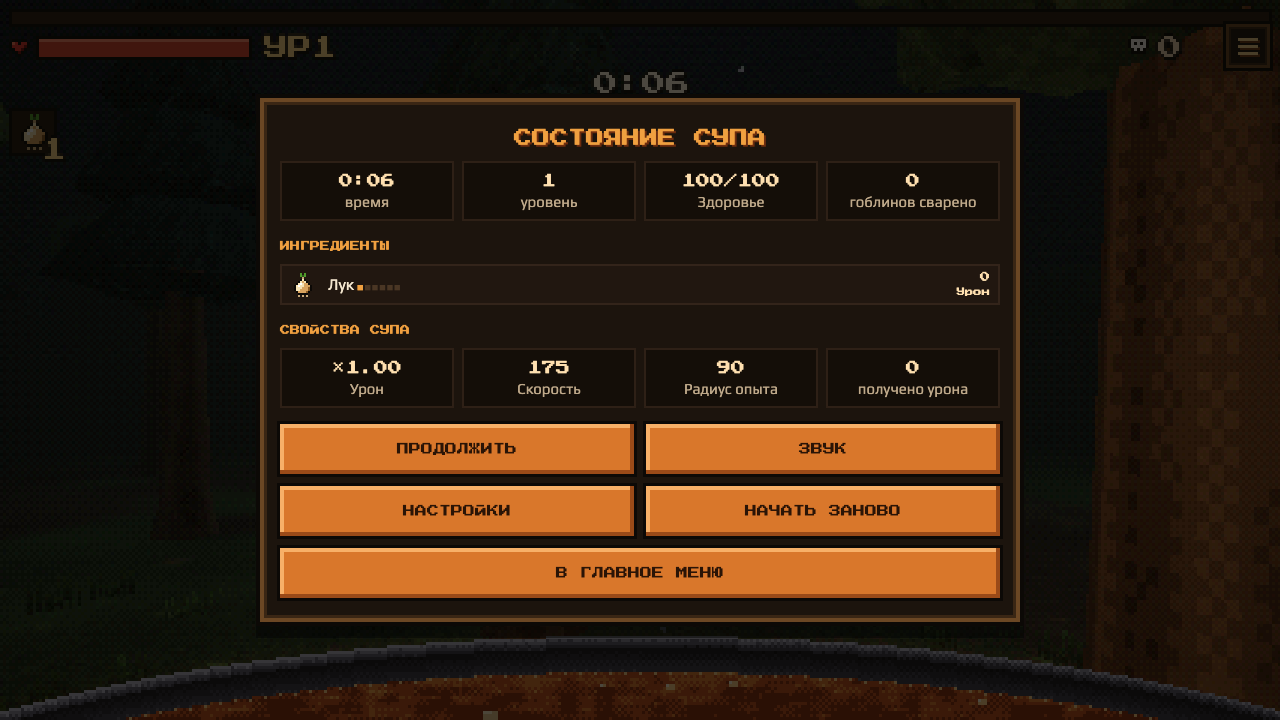 УР 1
0
0:06
1
СОСТОЯНИЕ СУПА
0:06
время
1
уровень
100/100
Здоровье
0
гоблинов сварено
ИНГРЕДИЕНТЫ
Лук
0
Урон
СВОЙСТВА СУПА
×1.00
Урон
175
Скорость
90
Радиус опыта
0
получено урона
ПРОДОЛЖИТЬ
ЗВУК
НАСТРОЙКИ
НАЧАТЬ ЗАНОВО
В ГЛАВНОЕ МЕНЮ